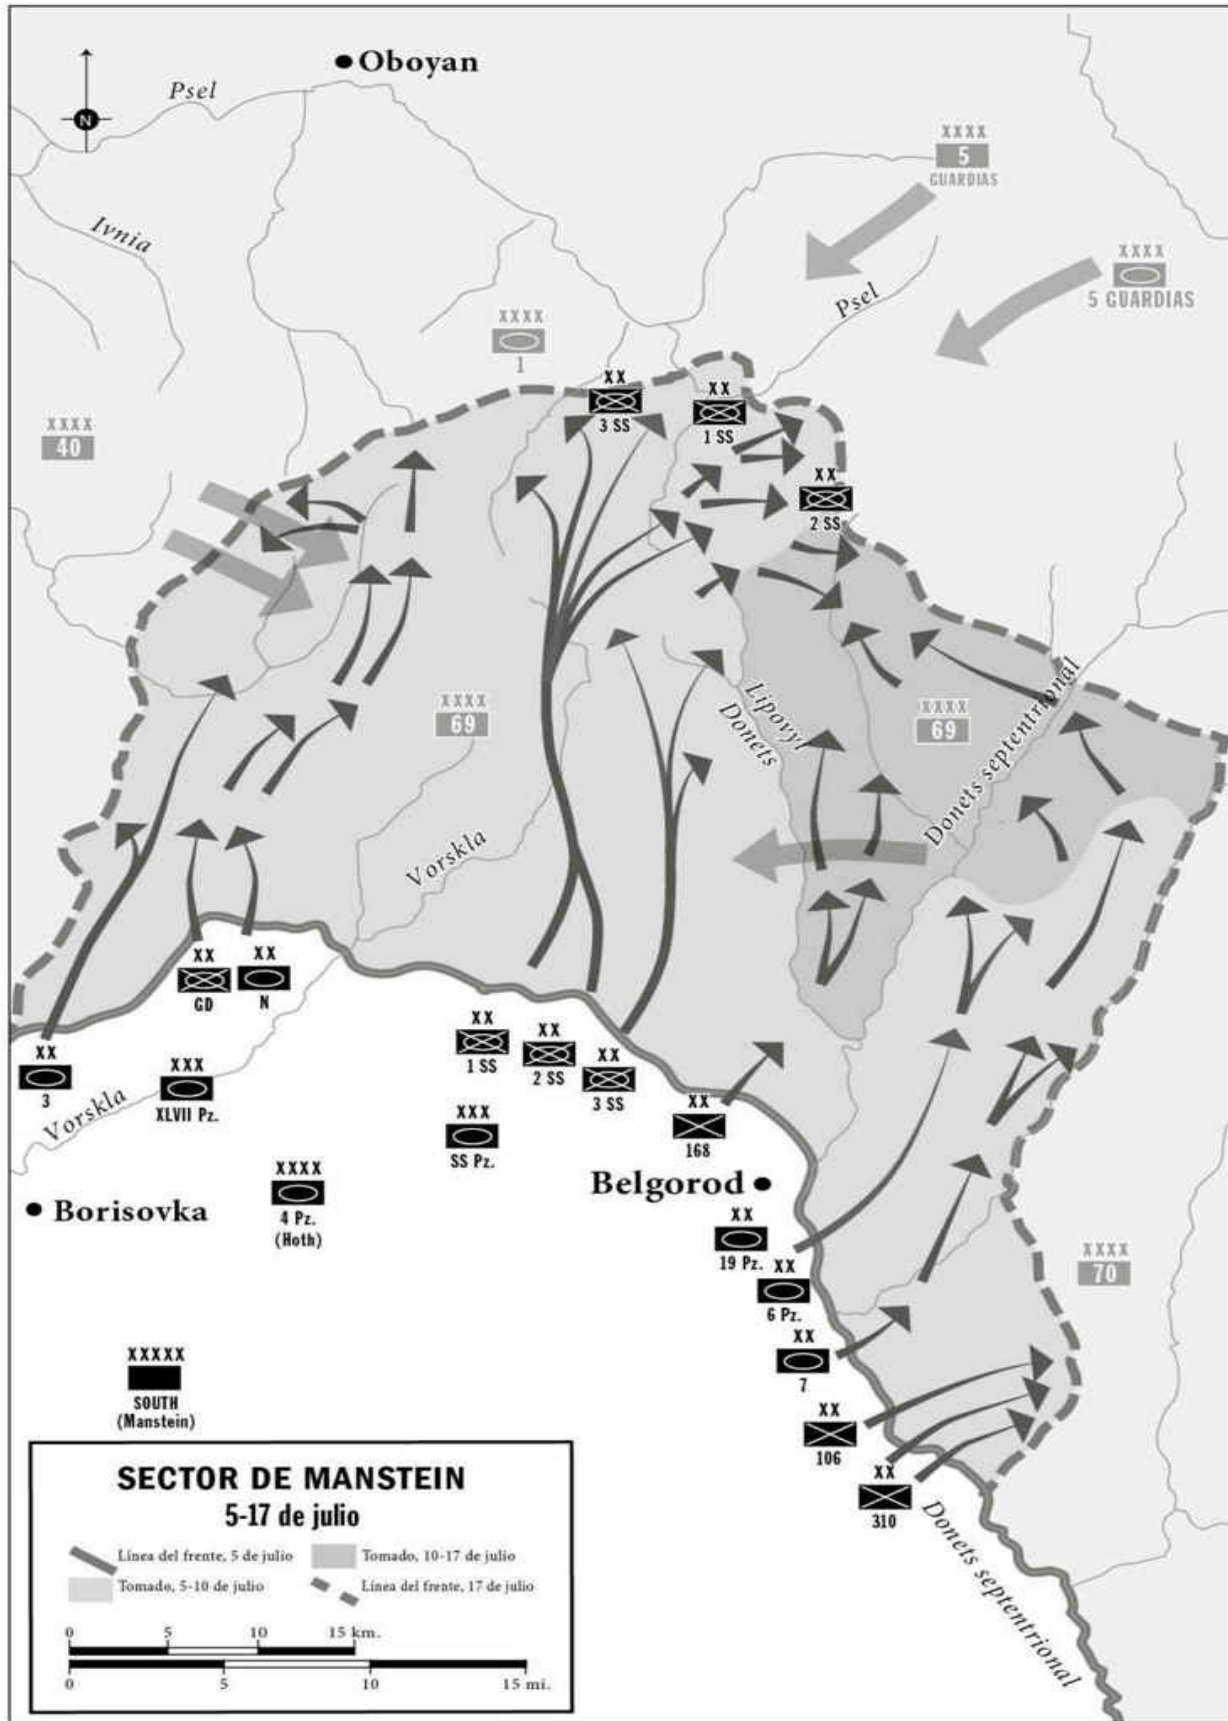 Oboyan
Psel
N
Ivnia
XXXX
5
GUARDIAS
XXXX
5 GUARDIAS
Psel
XXXX
1
XX
3 SS
XX
1 SS
XXXX
40
XX
2 SS
XXXX
69
Lipovyi
Donets
XXXX
69
Donets septentrional
Vorskla
XX
GD
XX
N
XX
3
XXX
XLVII Pz.
Vorskla
XX
1 SS
XX
2 SS
XX
3 SS
XXX
SS Pz.
XX
168
XXXX
4 Pz.
(Hoth)
Borisovka
Belgorod
XX
19 Pz.
XX
6 Pz.
XX
7
XXXX
70
XXXXX
SOUTH
(Manstein)
XX
106
XX
310
Donets septentrional
SECTOR DE MANSTEIN
5-17 de julio
Línea del frente, 5 de julio
Tomado, 10-17 de julio
Tomado, 5-10 de julio
Línea del frente, 17 de julio
0 5 10 15 km.
0 5 10 15 mi.